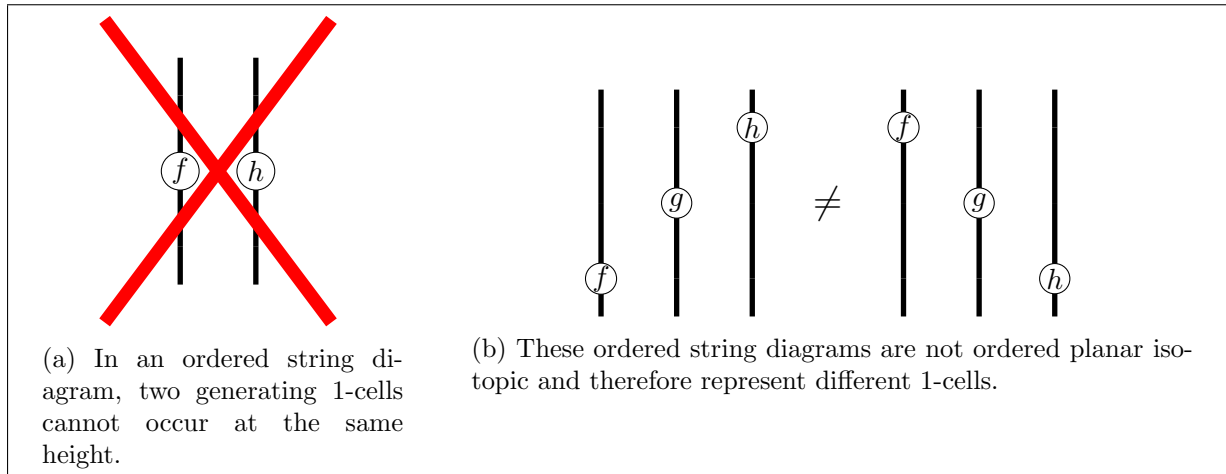 f h
h f
g ≠ g
f h
(a) In an ordered string di-
agram, two generating 1-cells
cannot occur at the same
height.
(b) These ordered string diagrams are not ordered planar iso-
topic and therefore represent different 1-cells.